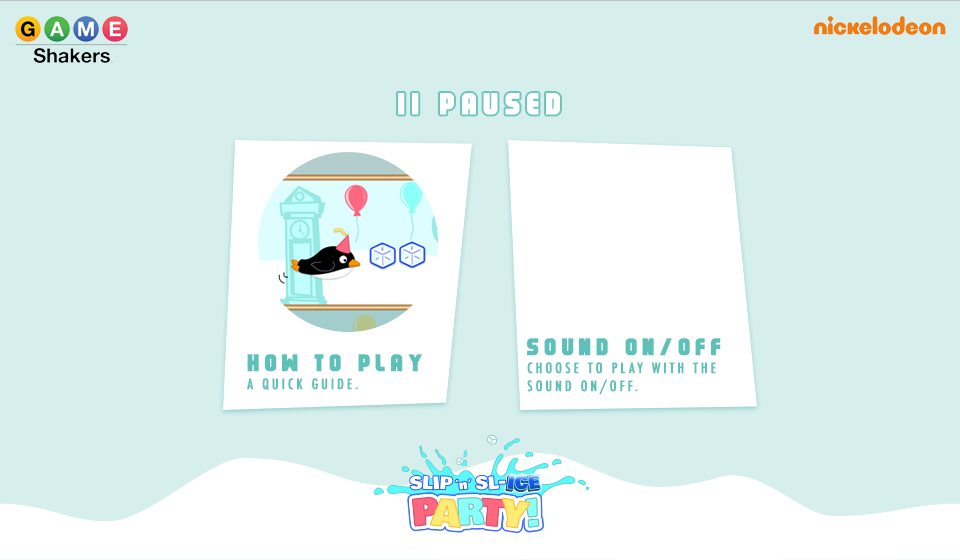 GAME
Shakers
nickelodeon
PAUSED
HOW TO PLAY
A QUICK GUIDE.
SOUND ON/OFF
CHOOSE TO PLAY WITH THE
SOUND ON/OFF.
SLIP 'n' SL-ICE
PARTY!